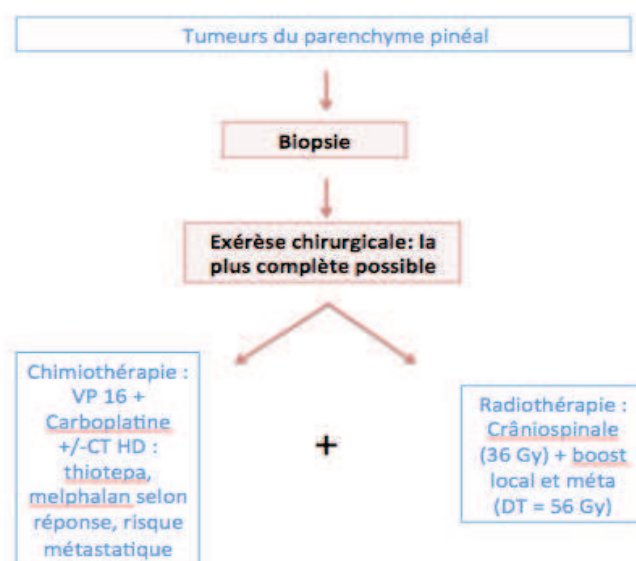 Tumeurs du parenchyme pinéal
Biopsie
Exérèse chirurgicale: la
plus complète possible
Chimiothérapie :
VP 16 +
Carboplatine
+/-CT HD :
thiotepa,
melphalan selon
réponse, risque
métastatique
+
Radiothérapie :
Crâniospinale
(36 Gy) + boost
local et méta
(DT = 56 Gy)